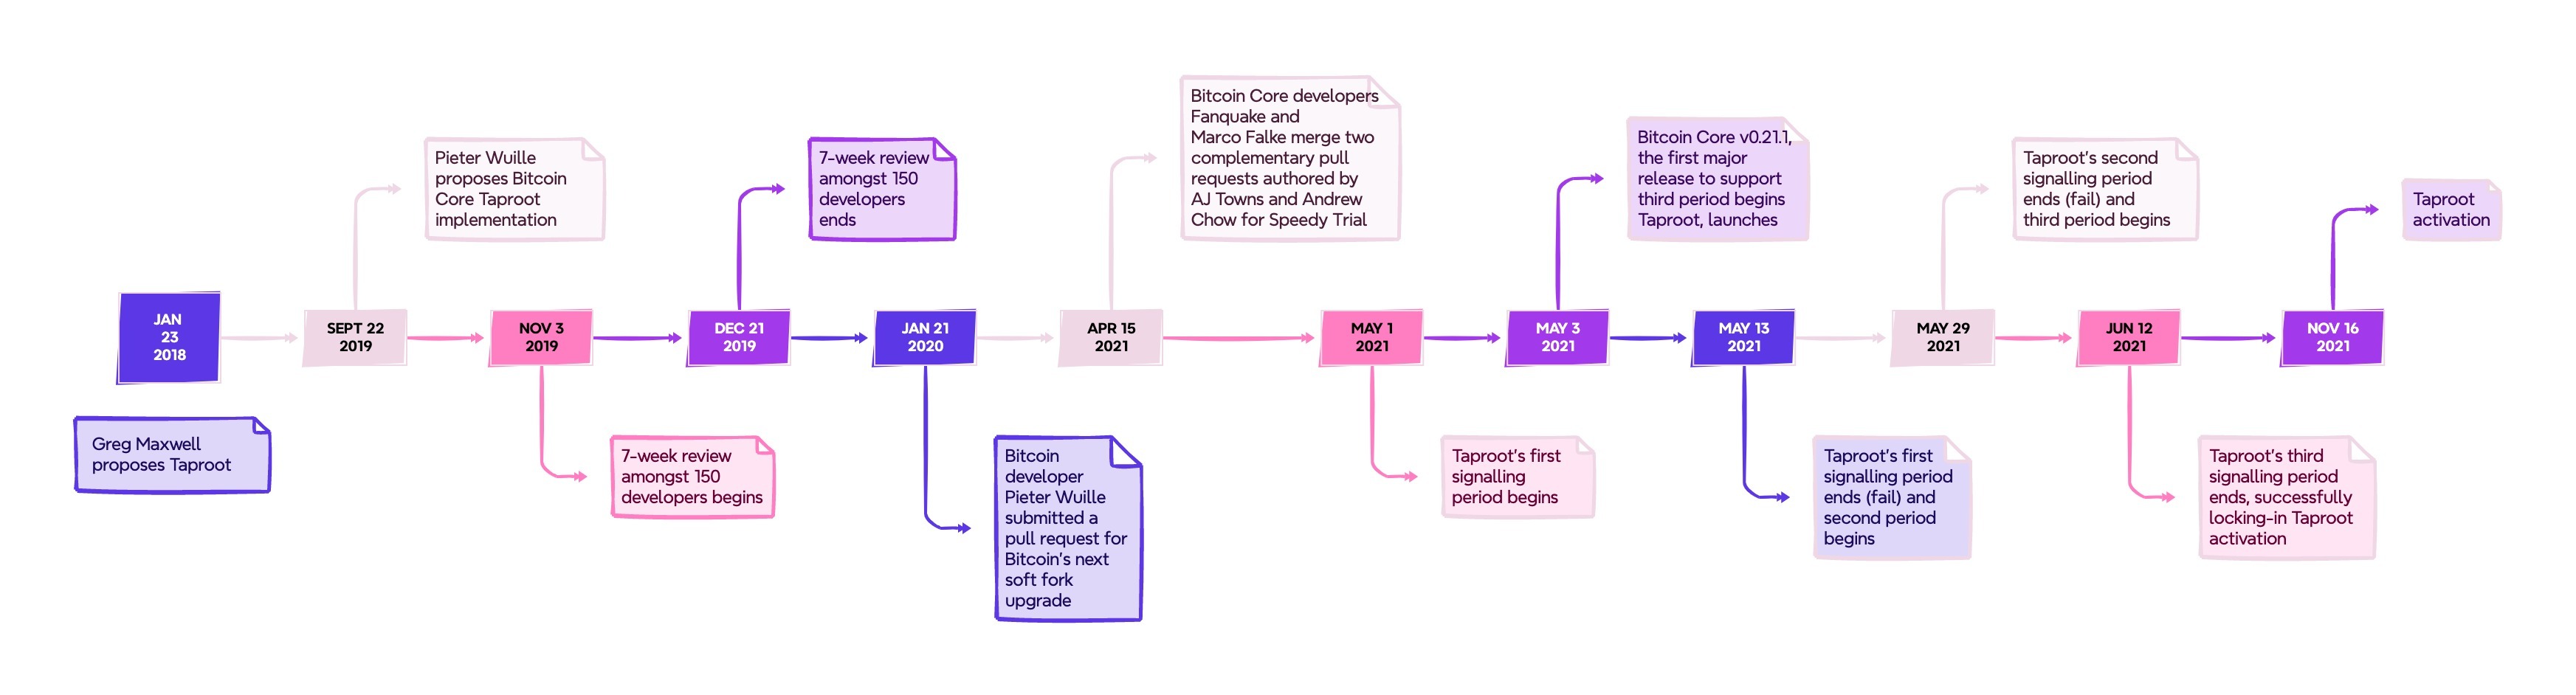 JAN
23
2018
Greg Maxwell
proposes Taproot
SEPT 22
2019
Pieter Wuille
proposes Bitcoin
Core Taproot
implementation
NOV 3
2019
7-week review
amongst 150
developers begins
DEC 21
2019
7-week review
amongst 150
developers
ends
JAN 21
2020
Bitcoin
developer
Pieter Wuille
submitted a
pull request for
Bitcoin's next
soft fork
upgrade
APR 15
2021
Bitcoin Core developers
Fanquake and
Marco Falke merge two
complementary pull
requests authored by
AJ Towns and Andrew
Chow for Speedy Trial
MAY 1
2021
Taproot's first
signalling
period begins
MAY 3
2021
Bitcoin Core v0.21.1,
the first major
release to support
third period begins
Taproot, launches
MAY 13
2021
Taproot's first
signalling period
ends (fail) and
second period
begins
MAY 29
2021
Taproot's second
signalling period
ends (fail) and
third period begins
JUN 12
2021
Taproot's third
signalling period
ends, successfully
locking-in Taproot
activation
NOV 16
2021
Taproot
activation